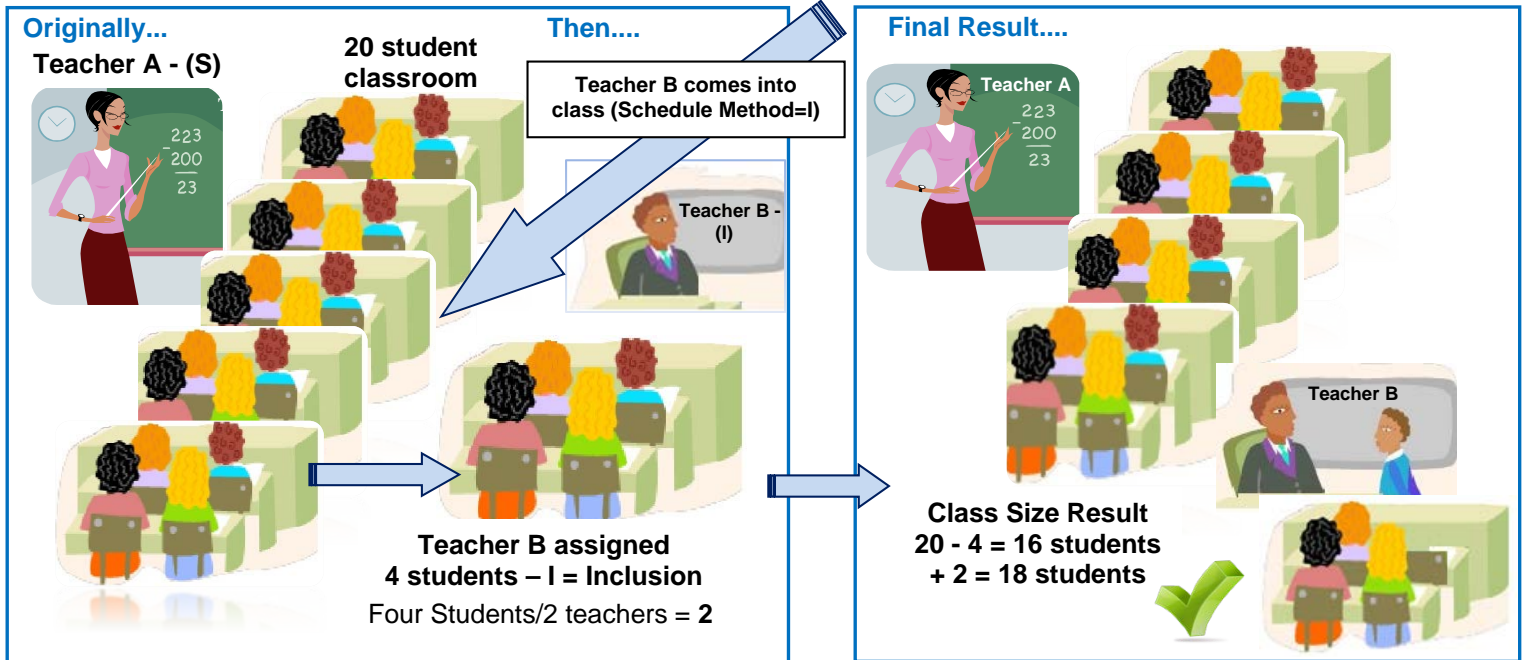 Originally...
Teacher A - (S)
223
-200
23
20 student
classroom
Then....
Teacher B comes into
class (Schedule Method=I)
Teacher B -
(I)
Teacher B assigned
4 students – I = Inclusion
Four Students/2 teachers = 2
Final Result....
Teacher A
223
-200
23
Teacher B
Class Size Result
20 - 4 = 16 students
+ 2 = 18 students